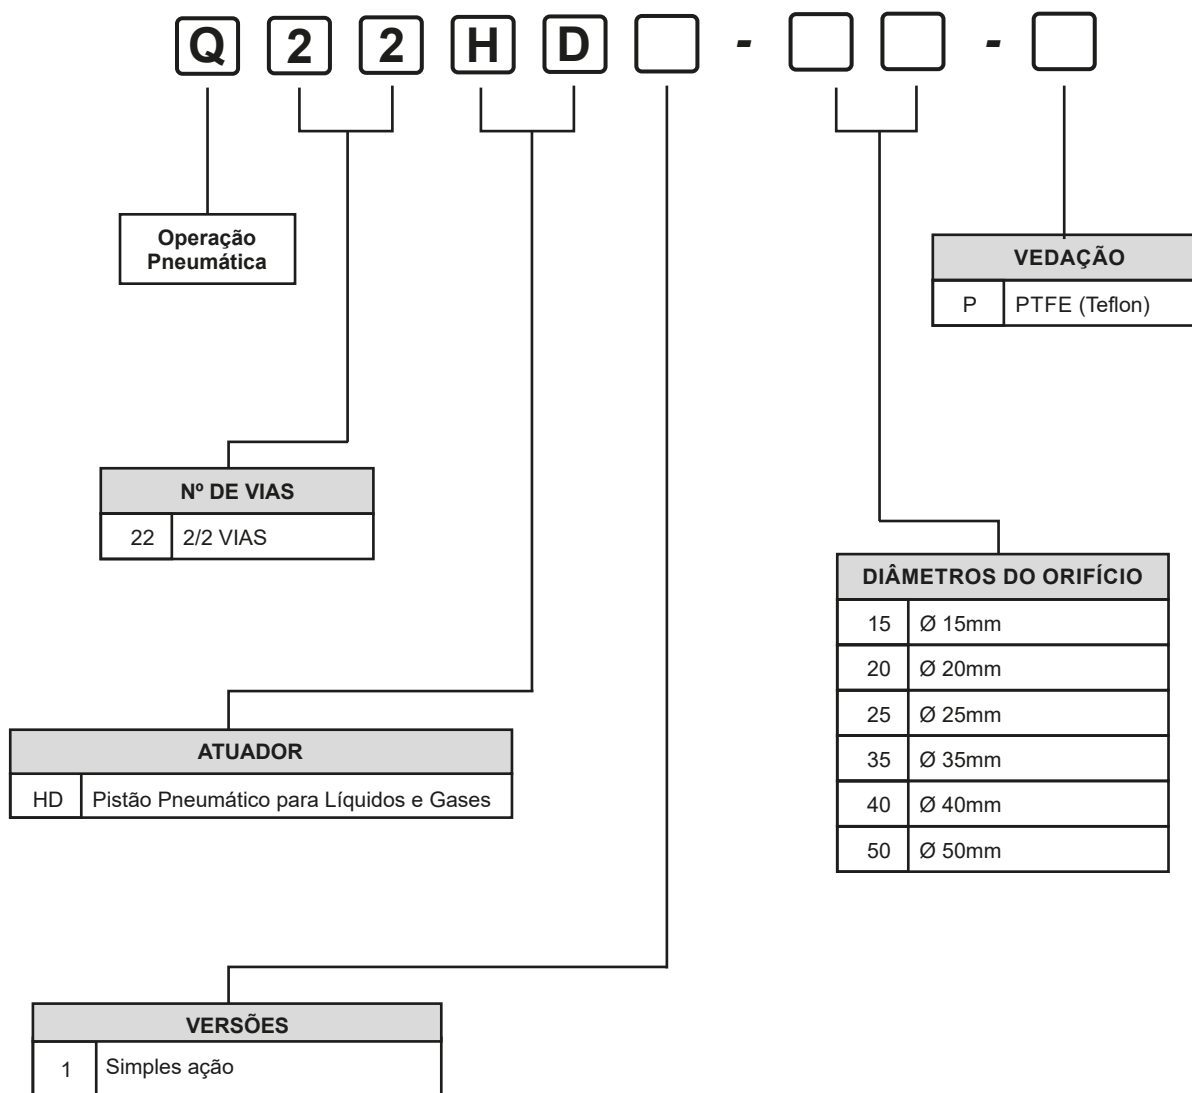 Q 2 2 H D - -
Operação
Pneumática
VEDAÇÃO
P PTFE (Teflon)
Nº DE VIAS
22 2/2 VIAS
DIÂMETROS DO ORIFÍCIO
15 Ø 15mm
20 Ø 20mm
25 Ø 25mm
35 Ø 35mm
40 Ø 40mm
50 Ø 50mm
ATUADOR
HD Pistão Pneumático para Líquidos e Gases
VERSÕES
1 Simples ação